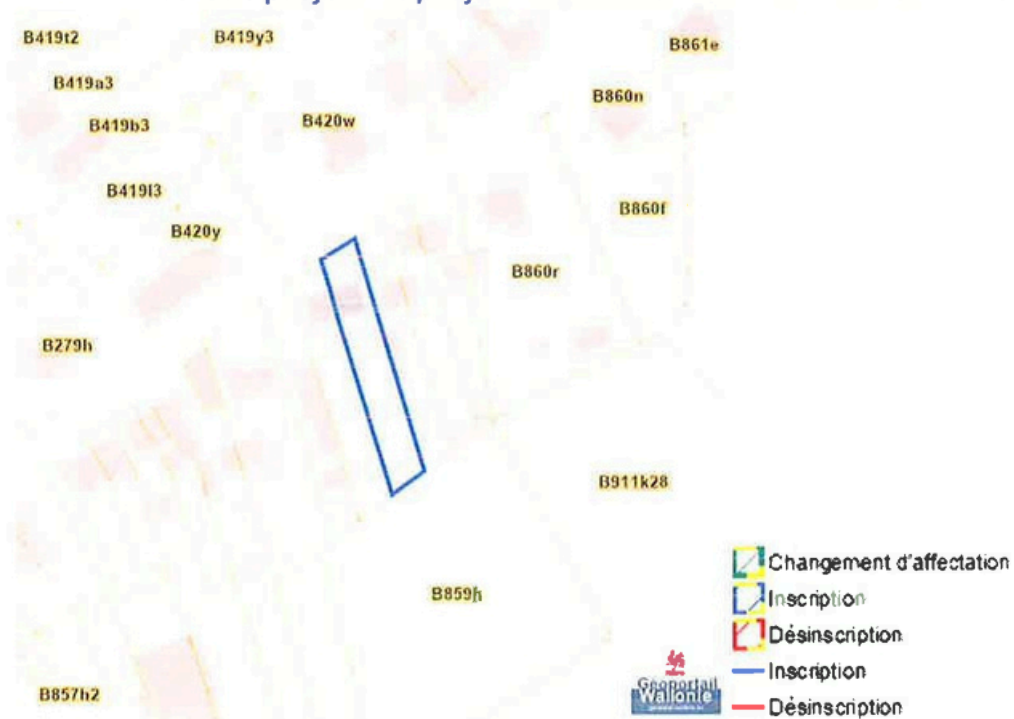 B419t2
B419y3
B861e
B419a3
B860n
B419b3
B420w
B419l3
B860f
B420y
B860r
B279h
B911k28
Changement d'affectation
B859h
Inscription
Désinscription
Géoportail
Wallonie
Inscription
B857h2
Désinscription